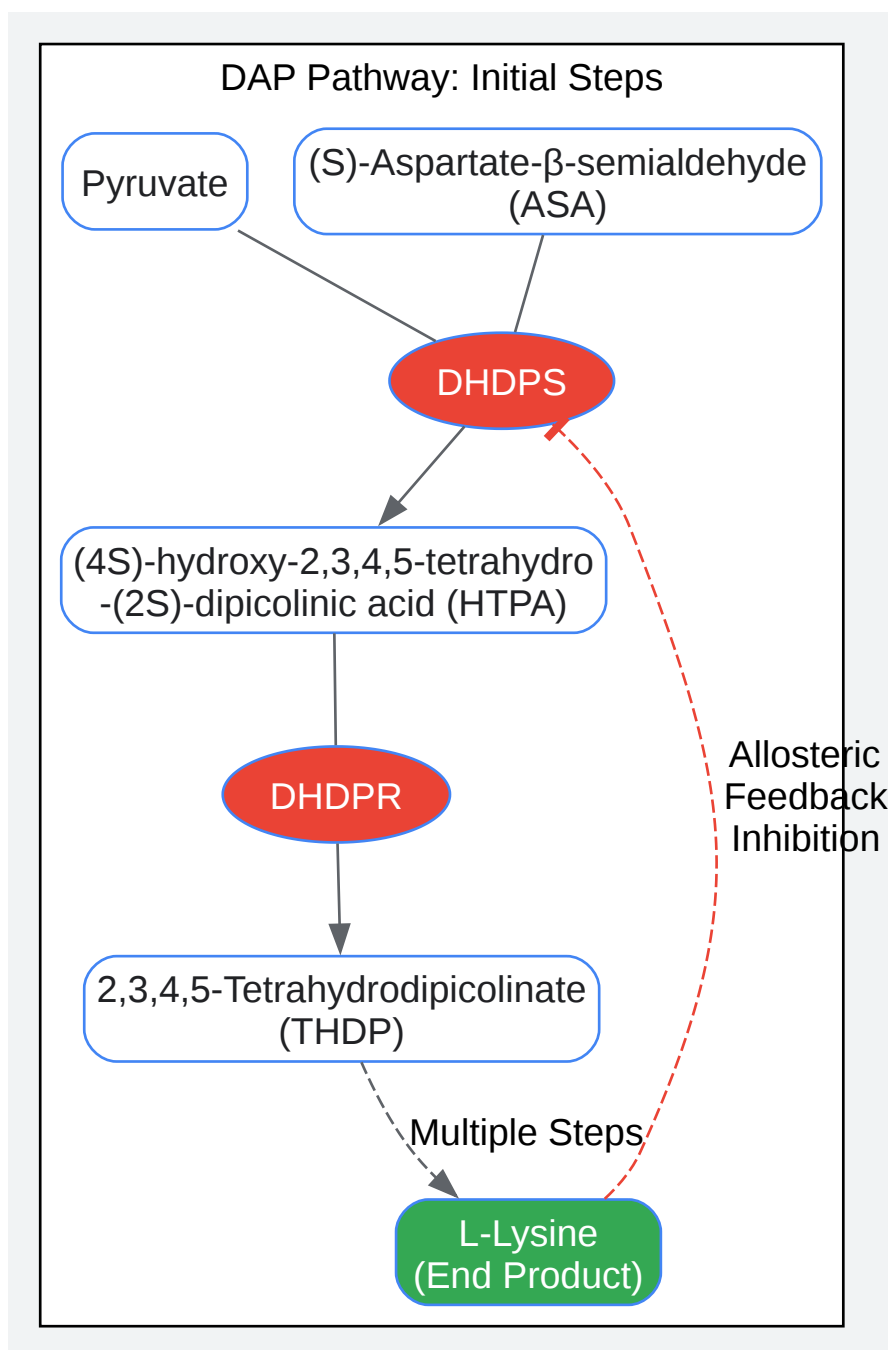 DAP Pathway: Initial Steps
Pyruvate
(S)-Aspartate-β-semialdehyde
(ASA)
DHDPS
(4S)-hydroxy-2,3,4,5-tetrahydro
-(2S)-dipicolinic acid (HTPA)
DHDPR
Allosteric
Feedback
Inhibition
2,3,4,5-Tetrahydrodipicolinate
(THDP)
Multiple Steps
L-Lysine
(End Product)